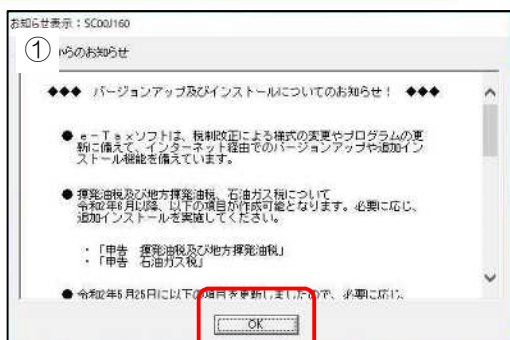 お知らせ表示：SC00J160
①
からのお知らせ
◆◆◆ バージョンアップ及びインストールについてのお知らせ！ ◆◆◆
● ｅ－Ｔａｘソフトは、税制改正による様式の変更やプログラムの更
新に備えて、インターネット経由でのバージョンアップや追加イン
ストール機能を備えています。
● 揮発油税及び地方揮発油税、石油ガス税について
令和2年6月以降、以下の項目が作成可能となります。必要に応じ、
追加インストールを実施してください。
・「申告 揮発油税及び地方揮発油税」
・「申告 石油ガス税」
● 令和2年5月25日に以下の項目を更新しましたので、必要に応じ、
OK